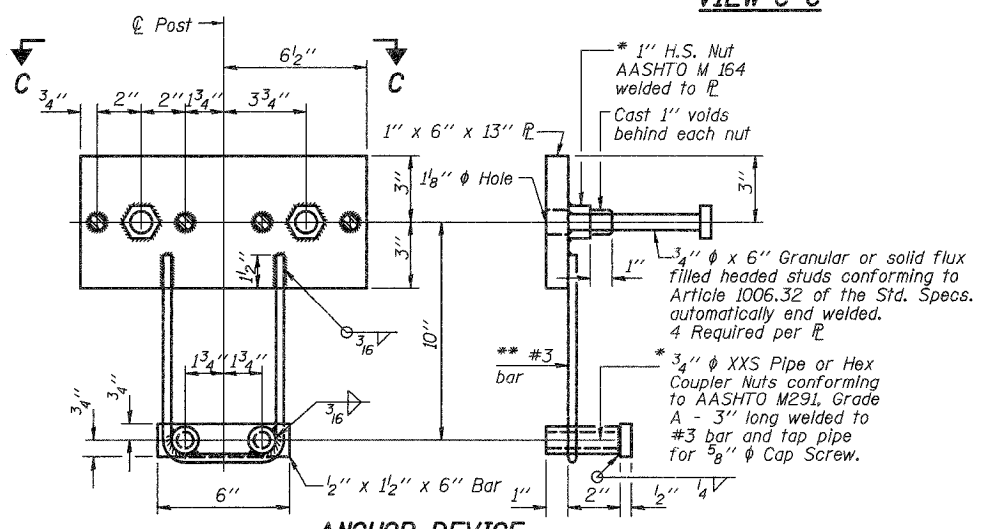 VIEW C-C
℄ Post
C
C
6½"
¾"
2"
2"
1¾"
3¾"
3"
3"
1½"
3/16
10"
1¾"
1¾"
¾"
¾"
3/16
6"
½" x 1½" x 6" Bar
ANCHOR DEVICE
* 1" H.S. Nut
AASHTO M 164
welded to ℄
Cast 1" voids
behind each nut
1" x 6" x 13" ℄
1⅛" ϕ Hole
3"
1"
¾" ϕ x 6" Granular or solid flux
filled headed studs conforming to
Article 1006.32 of the Std. Specs.
automatically end welded.
4 Required per ℄
** #3
bar
* ¾" ϕ XXS Pipe or Hex
Coupler Nuts conforming
to AASHTO M291, Grade
A - 3" long welded to
#3 bar and tap pipe
for ⅝" ϕ Cap Screw.
1"
2"
½"
¼